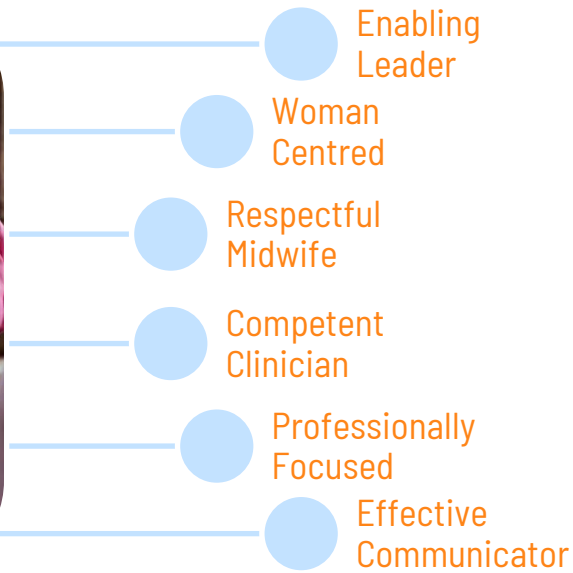 Enabling
Leader
Woman
Centred
Respectful
Midwife
Competent
Clinician
Professionally
Focused
Effective
Communicator